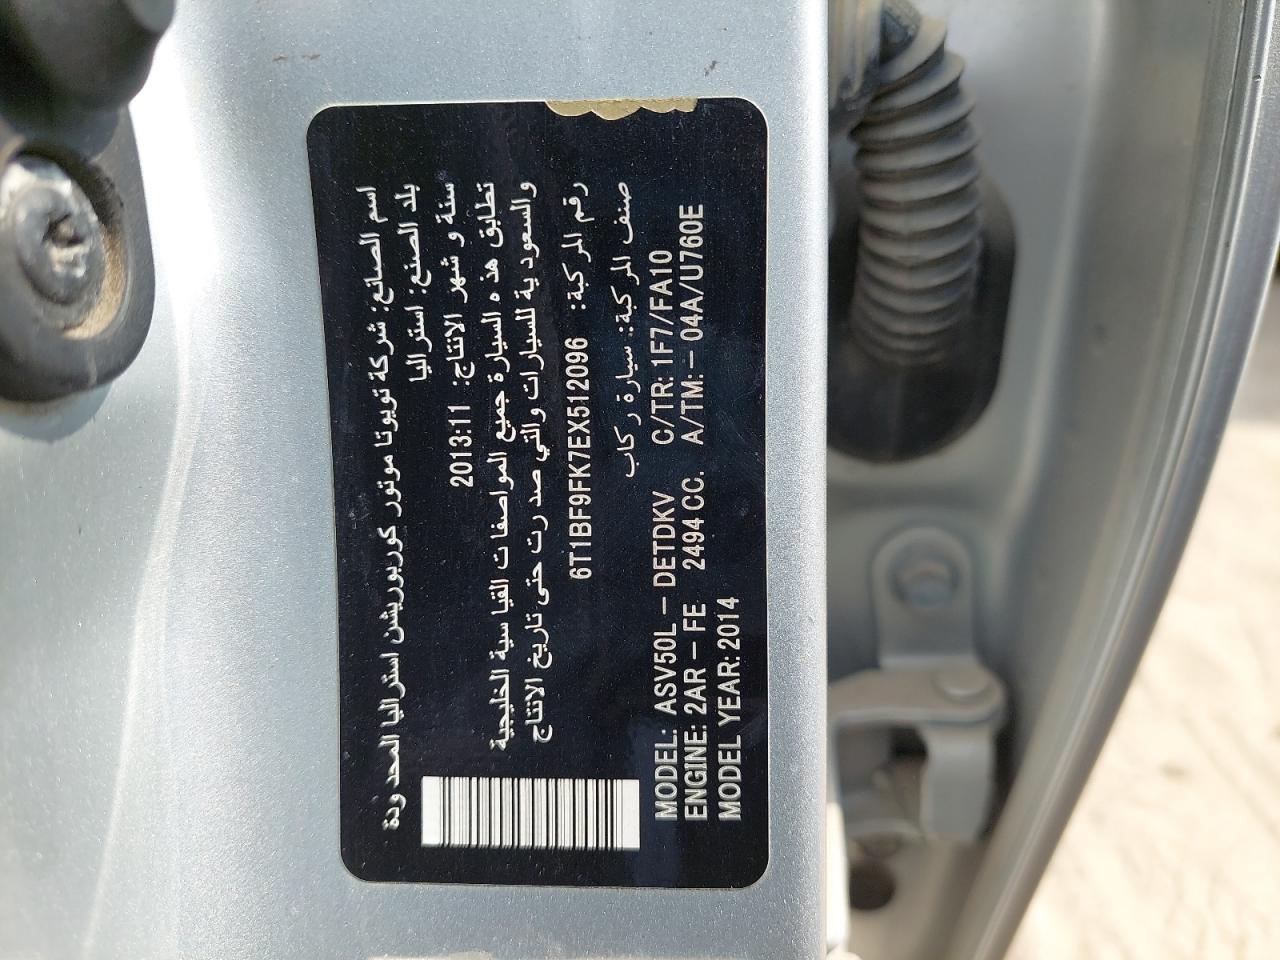 اسم الصانع: شركة تويوتا موتور كوربوريشن استراليا المحدودة
بلد الصنع: استراليا
سنة و شهر الانتاج: 2013:11
تطابق هذه السيارة جميع المواصفات القياسية الخليجية
والسعودية للسيارات والتي صدرت حتى تاريخ الانتاج
رقم المركبة: 6T1BF9FK7EX512096
صنف المركبة: سيارة ركاب
MODEL: ASV50L - DETDKV C/TR: 1F7/FA10
ENGINE: 2AR - FE 2494 CC. A/TM: - 04A/U760E
MODEL YEAR: 2014